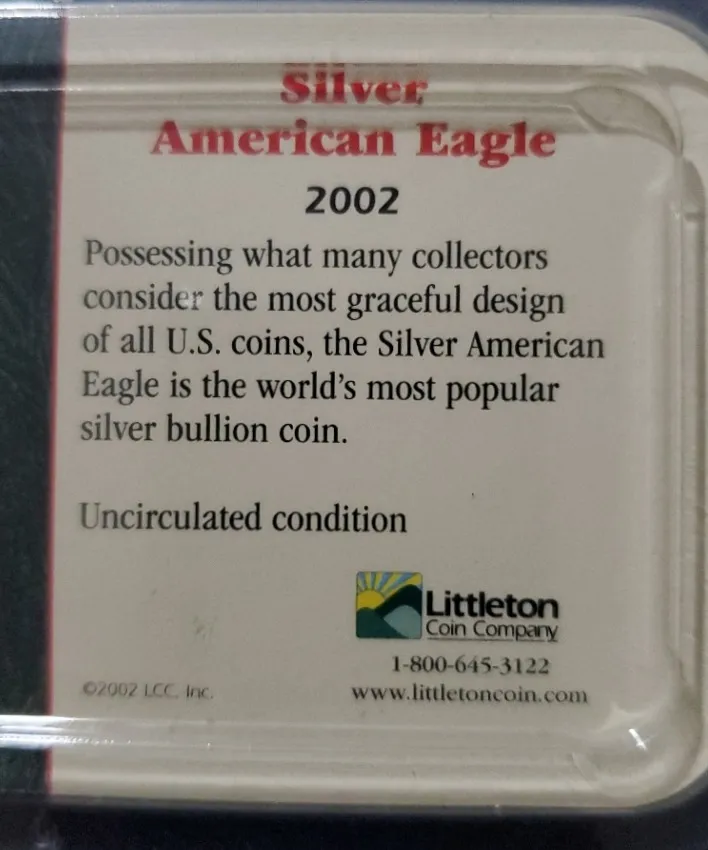 Silver
American Eagle
2002
Possessing what many collectors
consider the most graceful design
of all U.S. coins, the Silver American
Eagle is the world's most popular
silver bullion coin.
Uncirculated condition
Littleton
Coin Company
1-800-645-3122
©2002 LCC, Inc.
www.littletoncoin.com